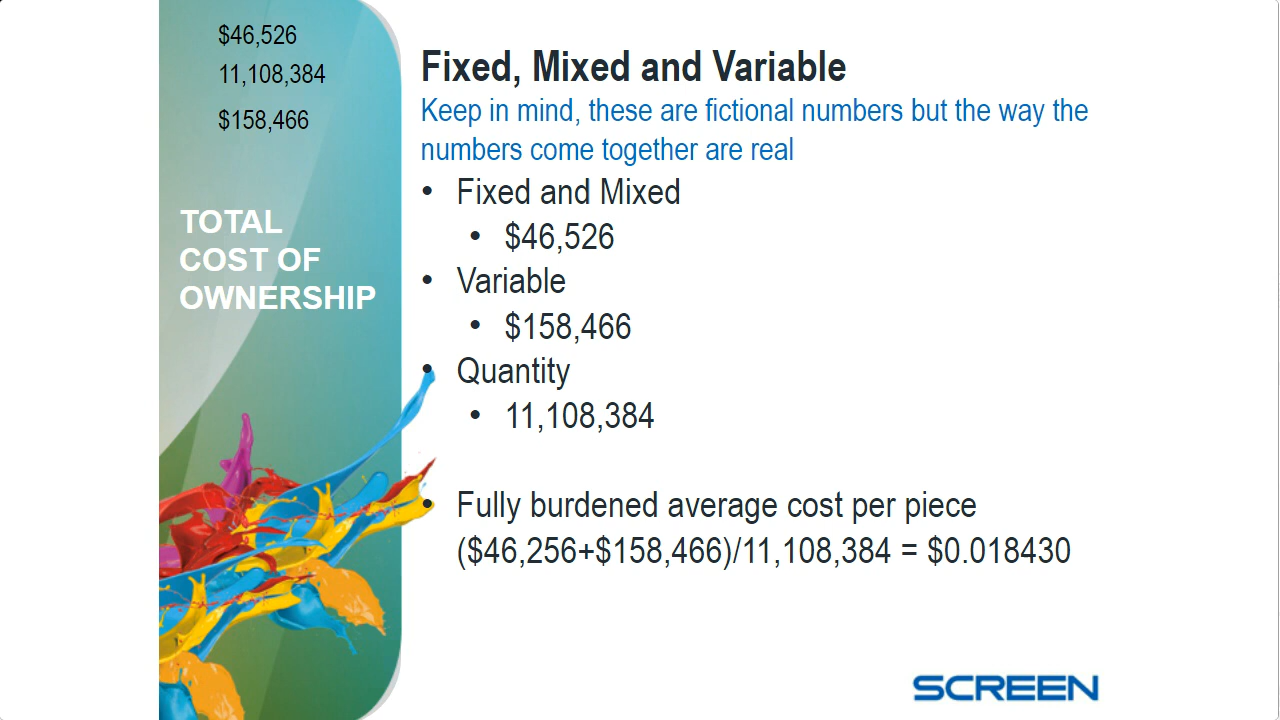 $46,526
11,108,384
$158,466
TOTAL
COST OF
OWNERSHIP
Fixed, Mixed and Variable
Keep in mind, these are fictional numbers but the way the
numbers come together are real
• Fixed and Mixed
• $46,526
• Variable
• $158,466
• Quantity
• 11,108,384
• Fully burdened average cost per piece
($46,256+$158,466)/11,108,384 = $0.018430
SCREEN